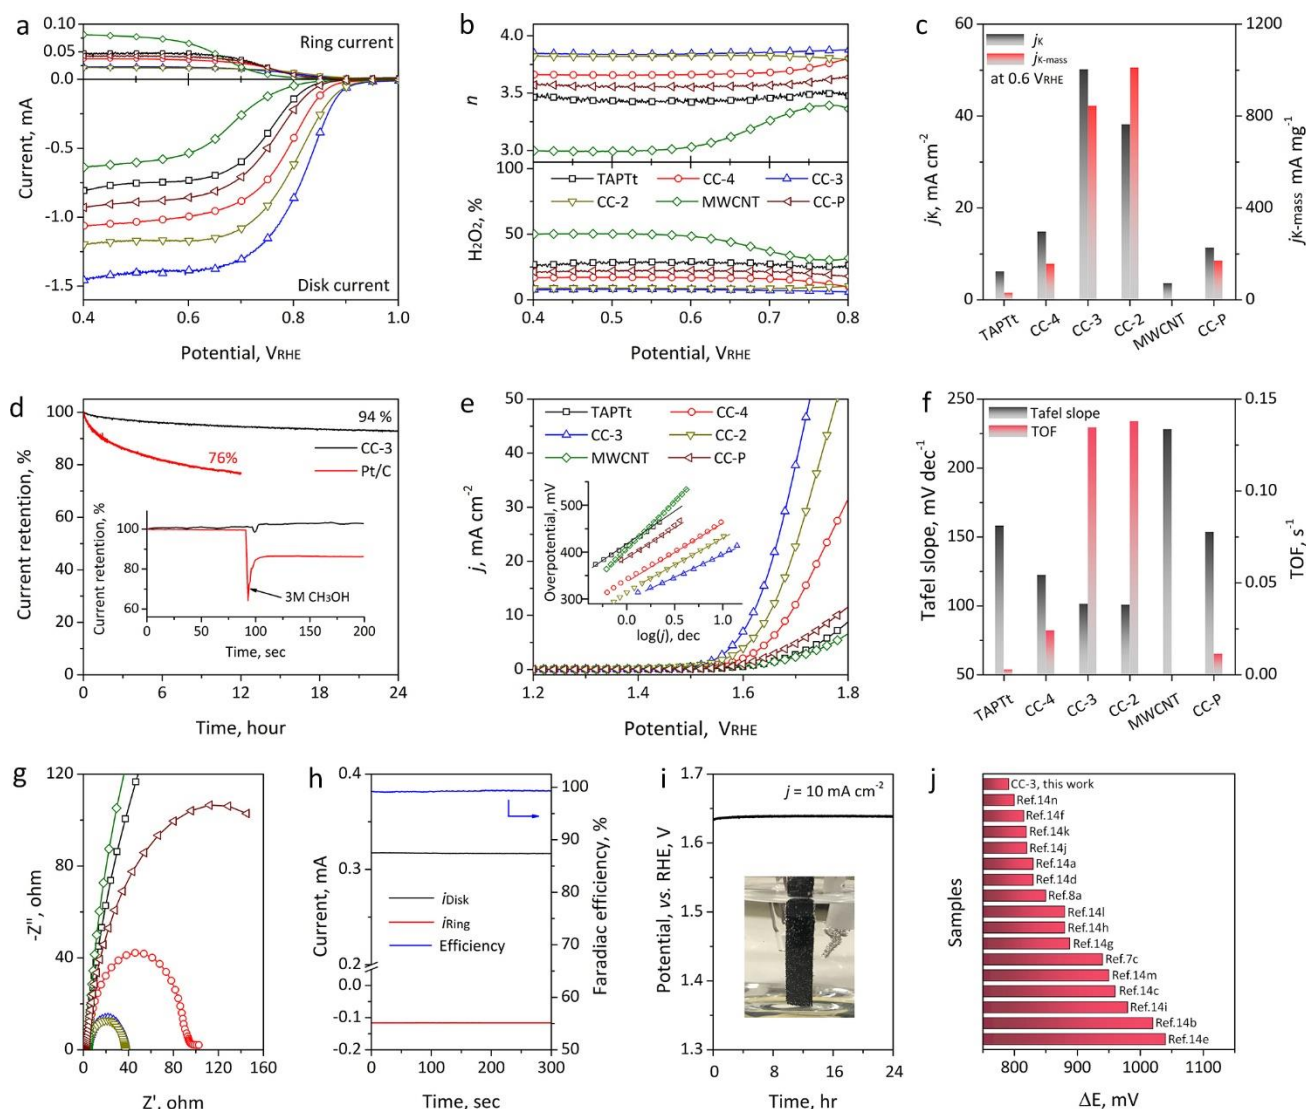 a
0.10
0.05
0.0
-0.5
-1.0
-1.5
Current, mA
Ring current
Disk current
0.4 0.6 0.8 1.0
Potential, VRHE
b
4.0
3.5
3.0
100
50
0
n
H2O2, %
TAPTt CC-4 CC-3
CC-2 MWCNT CC-P
0.4 0.5 0.6 0.7 0.8
Potential, VRHE
c
60
40
20
0
jK, mA cm-2
jK
jK-mass
at 0.6 VRHE
1200
800
400
0
jK-mass mA mg-1
TAPTt CC-4 CC-3 CC-2 MWCNT CC-P
d
100
80
60
40
20
0
Current retention, %
94 %
CC-3
76%
Pt/C
Current retention, %
120
100
80
60
3M CH3OH
0 50 100 150 200
Time, sec
0 6 12 18 24
Time, hour
e
50
40
30
20
10
0
j, mA cm-2
TAPTt CC-4
CC-3 CC-2
MWCNT CC-P
Overpotential, mV
500
400
300
0.0 0.5 1.0
log(j), dec
1.2 1.4 1.6 1.8
Potential, VRHE
f
250
200
150
100
50
Tafel slope, mV dec-1
Tafel slope
TOF
0.15
0.10
0.05
0.00
TOF, s-1
TAPTt CC-4 CC-3 CC-2 MWCNT CC-P
g
120
80
40
0
-Z", ohm
0 40 80 120 160
Z', ohm
h
0.4
0.3
0.2
0.0
-0.1
-0.2
Current, mA
iDisk
iRing
Efficiency
100
90
80
70
60
50
Faradiac efficiency, %
0 100 200 300
Time, sec
i
1.7
1.6
1.5
1.4
1.3
Potential, vs. RHE, V
j = 10 mA cm-2
0 8 16 24
Time, hr
j
Samples
CC-3, this work
Ref.14n
Ref.14f
Ref.14k
Ref.14j
Ref.14a
Ref.14d
Ref.8a
Ref.14l
Ref.14h
Ref.14g
Ref.7c
Ref.14m
Ref.14c
Ref.14i
Ref.14b
Ref.14e
800 900 1000 1100
ΔE, mV